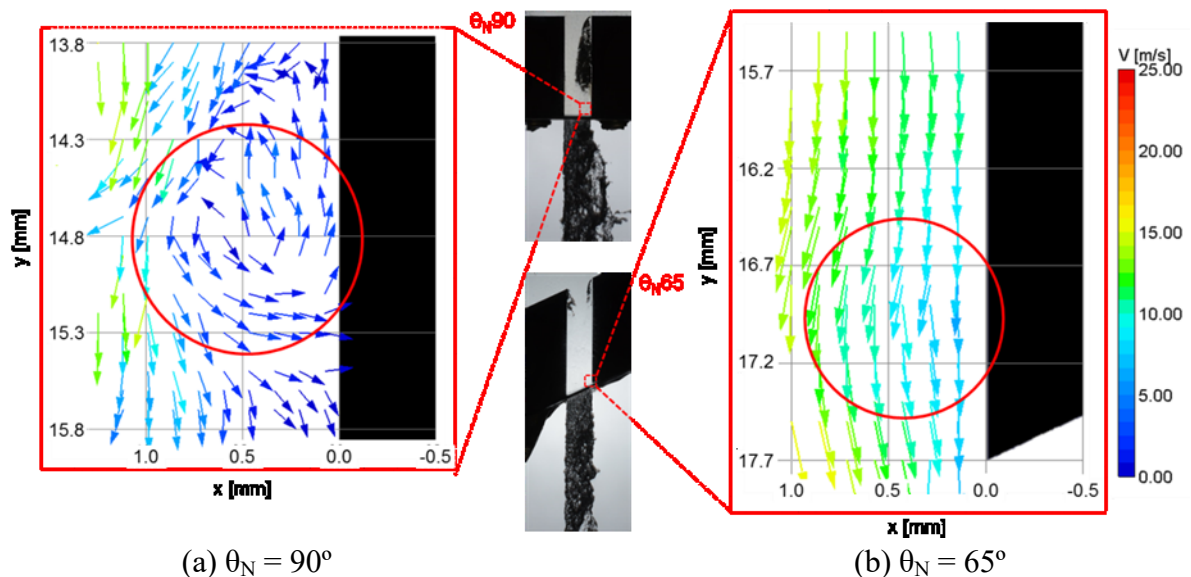 θN90
θN65
13.8
14.3
14.8
15.3
15.8
y [mm]
1.0 0.5 0.0 -0.5
x [mm]
15.7
16.2
16.7
17.2
17.7
y [mm]
1.0 0.5 0.0 -0.5
x [mm]
V [m/s]
25.00
20.00
15.00
10.00
5.00
0.00
(a) θN = 90º
(b) θN = 65º